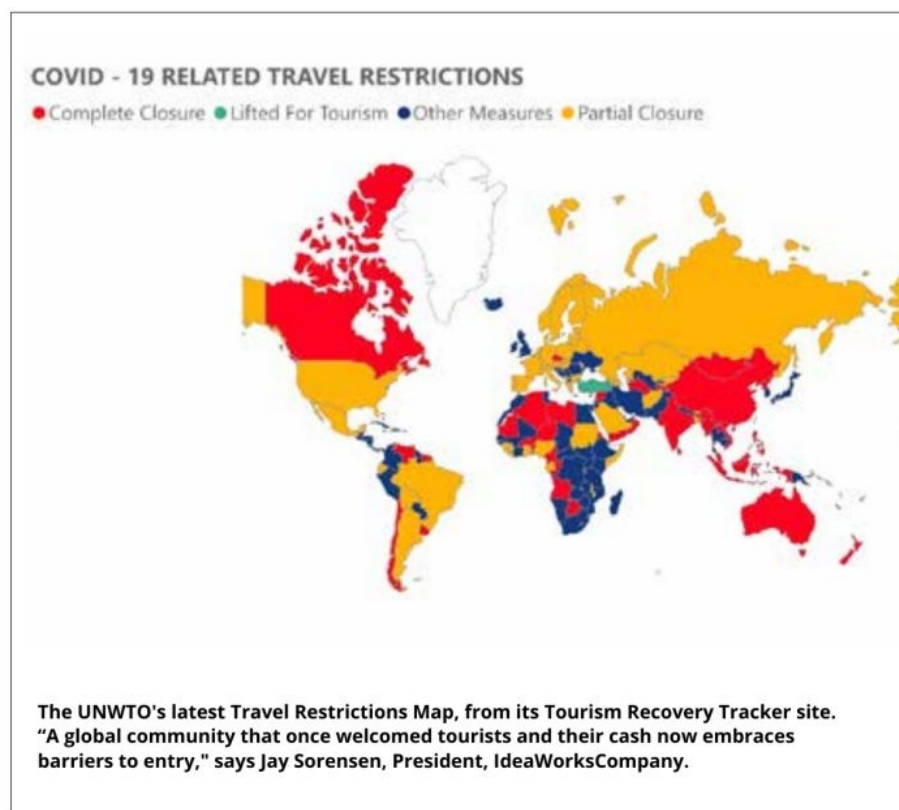 COVID - 19 RELATED TRAVEL RESTRICTIONS
Complete Closure Lifted For Tourism Other Measures Partial Closure
The UNWTO's latest Travel Restrictions Map, from its Tourism Recovery Tracker site.
“A global community that once welcomed tourists and their cash now embraces
barriers to entry," says Jay Sorensen, President, IdeaWorksCompany.